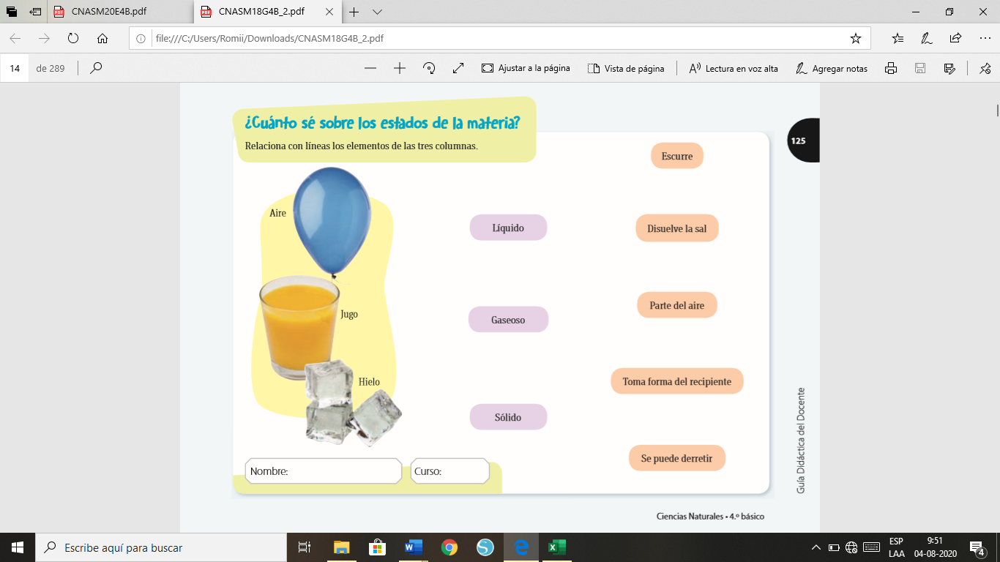 CNASM20E4B.pdf
CNASM18G4B_2.pdf
file:///C:/Users/Romii/Downloads/CNASM18G4B_2.pdf
14 de 289
Ajustar a la página
Vista de página
Lectura en voz alta
Agregar notas
¿Cuánto sé sobre los estados de la materia?
Relaciona con líneas los elementos de las tres columnas.
125
Aire
Jugo
Hielo
Líquido
Gaseoso
Sólido
Escurre
Disuelve la sal
Parte del aire
Toma forma del recipiente
Se puede derretir
Nombre:
Curso:
Guía Didáctica del Docente
Ciencias Naturales • 4.º básico
Escribe aquí para buscar
ESP
LAA
9:51
04-08-2020
4